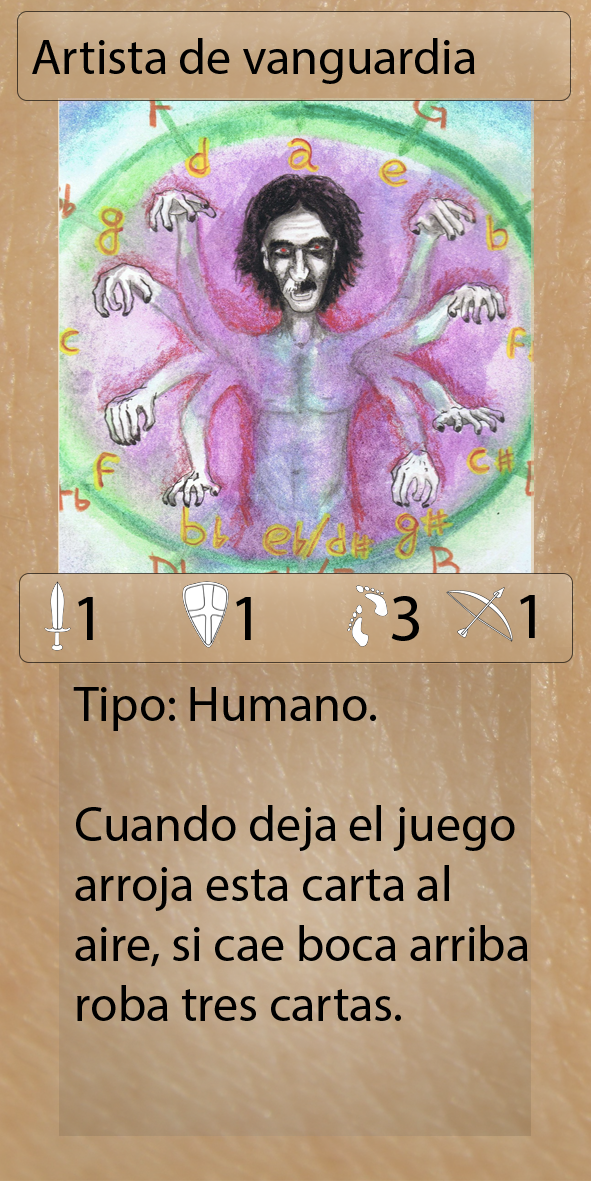 Artista de vanguardia
F G
d a e
g b
c F
F c#
b♭ e♭/d# g#
B
1 1 3 1
Tipo: Humano.
Cuando deja el juego
arroja esta carta al
aire, si cae boca arriba
roba tres cartas.